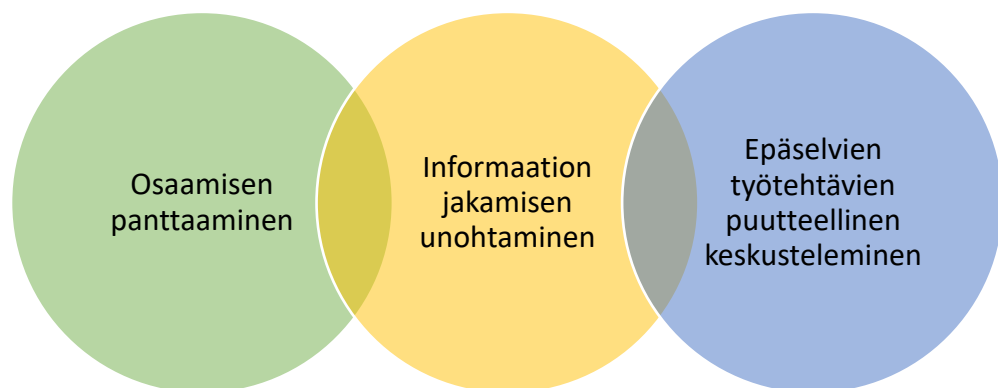 Osaamisen
panttaaminen
Informaation
jakamisen
unohtaminen
Epäselvien
työtehtävien
puutteellinen
keskusteleminen